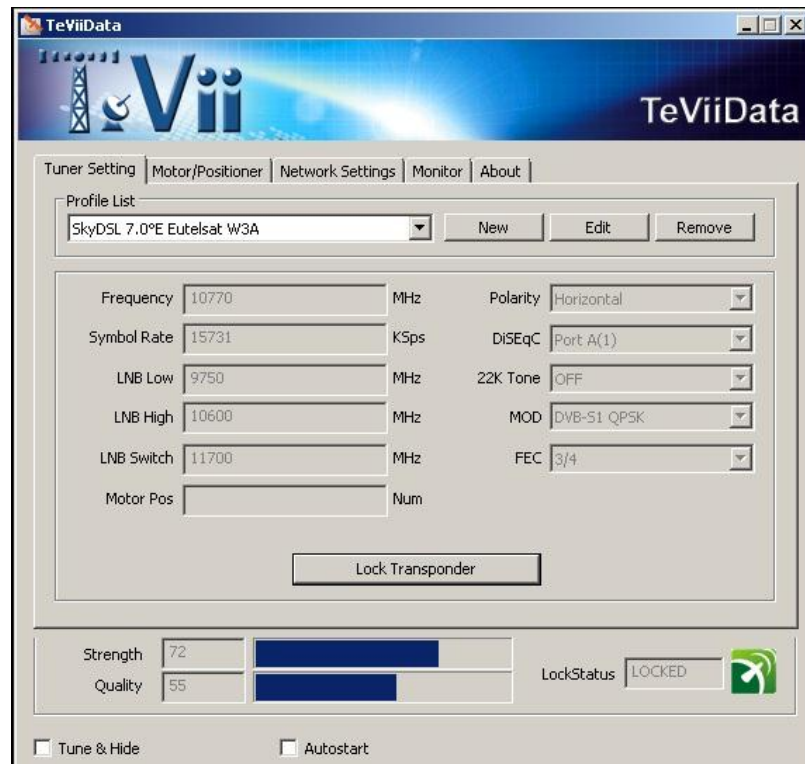 TeViiData
TeVii
TeViiData
Tuner Setting Motor/Positioner Network Settings Monitor About
Profile List
SkyDSL 7.0ºE Eutelsat W3A New Edit Remove
Frequency 10770 MHz Polarity Horizontal
Symbol Rate 15731 KSps DiSEqC Port A(1)
LNB Low 9750 MHz 22K Tone OFF
LNB High 10600 MHz MOD DVB-S1 QPSK
LNB Switch 11700 MHz FEC 3/4
Motor Pos Num
Lock Transponder
Strength 72
Quality 55
LockStatus LOCKED
Tune & Hide Autostart